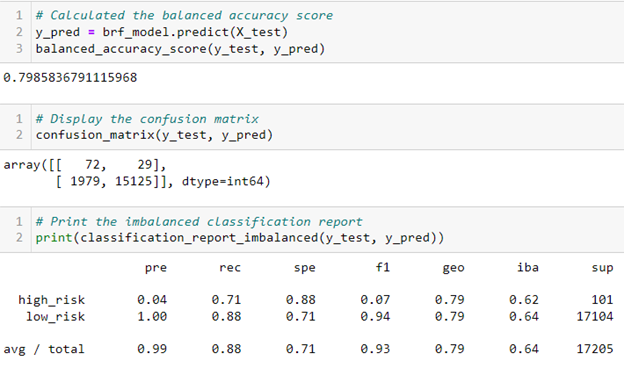 1 # Calculated the balanced accuracy score
2 y_pred = brf_model.predict(X_test)
3 balanced_accuracy_score(y_test, y_pred)
0.7985836791115968
1 # Display the confusion matrix
2 confusion_matrix(y_test, y_pred)
array([[   72,    29],
       [ 1979, 15125]], dtype=int64)
1 # Print the imbalanced classification report
2 print(classification_report_imbalanced(y_test, y_pred))
pre rec spe f1 geo iba sup
high_risk 0.04 0.71 0.88 0.07 0.79 0.62 101
low_risk 1.00 0.88 0.71 0.94 0.79 0.64 17104
avg / total 0.99 0.88 0.71 0.93 0.79 0.64 17205